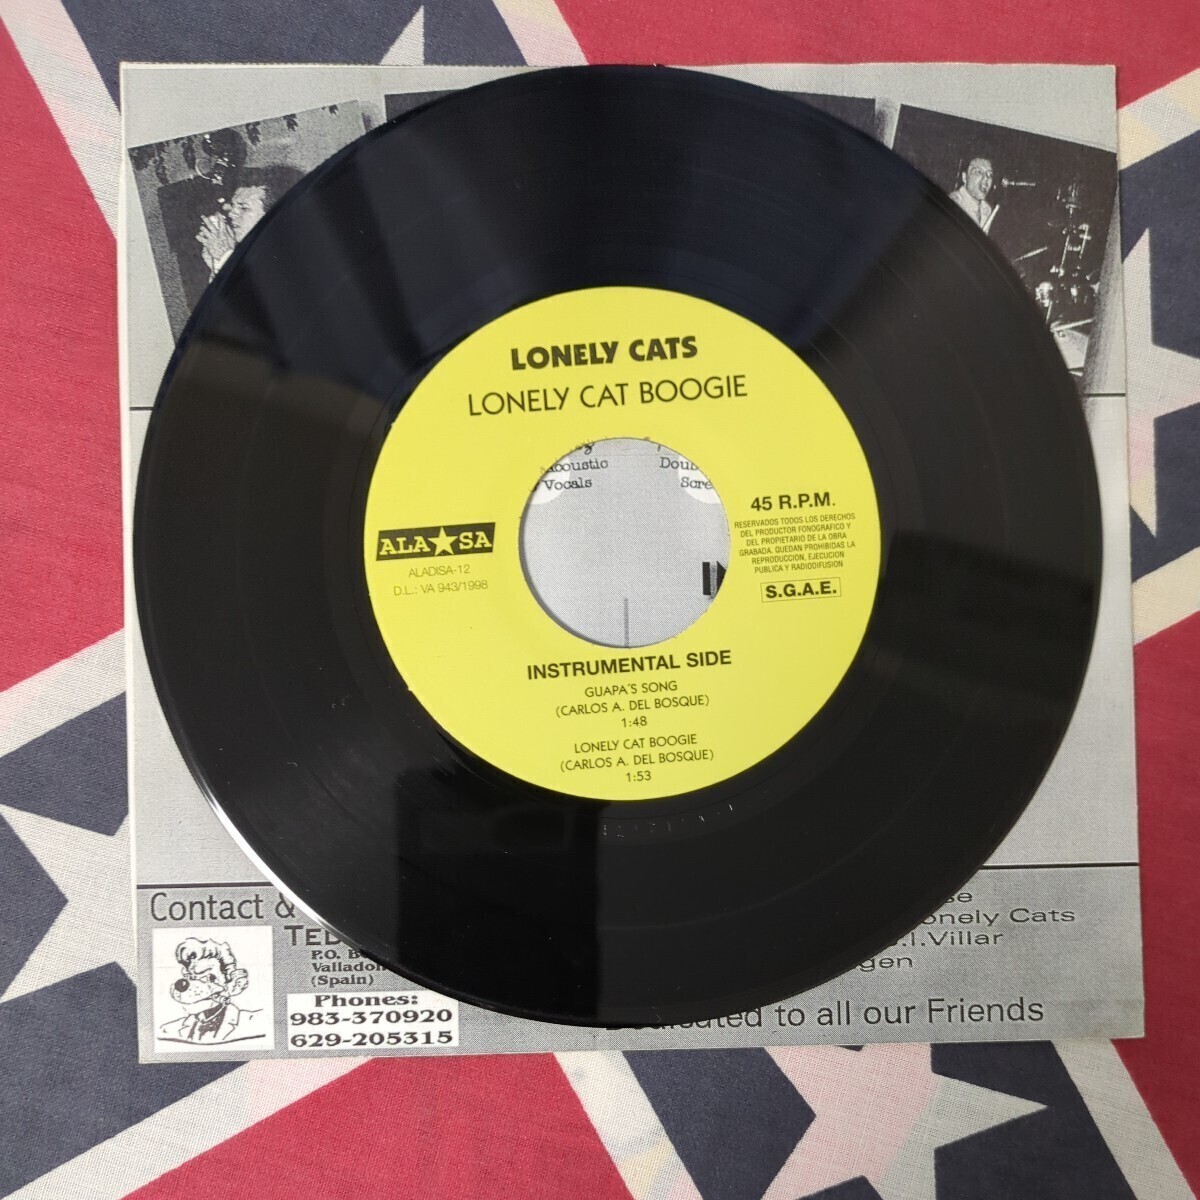 LONELY CATS
LONELY CAT BOOGIE
Acoustic
Vocals
ALA★SA
ALADISA-12
D.L.: VA 943/1998
45 R.P.M.
RESERVADOS TODOS LOS DERECHOS
DEL PRODUCTOR FONOGRAFICO Y
DEL PROPIETARIO DE LA OBRA
GRABADA. QUEDAN PROHIBIDAS LA
REPRODUCCION, EJECUCION
PUBLICA Y RADIODIFUSION
S.G.A.E.
INSTRUMENTAL SIDE
GUAPA'S SONG
(CARLOS A. DEL BOSQUE)
1:48
LONELY CAT BOOGIE
(CARLOS A. DEL BOSQUE)
1:53
Contact &
TED
P.O. B
Valladol
(Spain)
Phones:
983-370920
629-205315
onely Cats
.I.Villar
gen
Dedicated to all our Friends